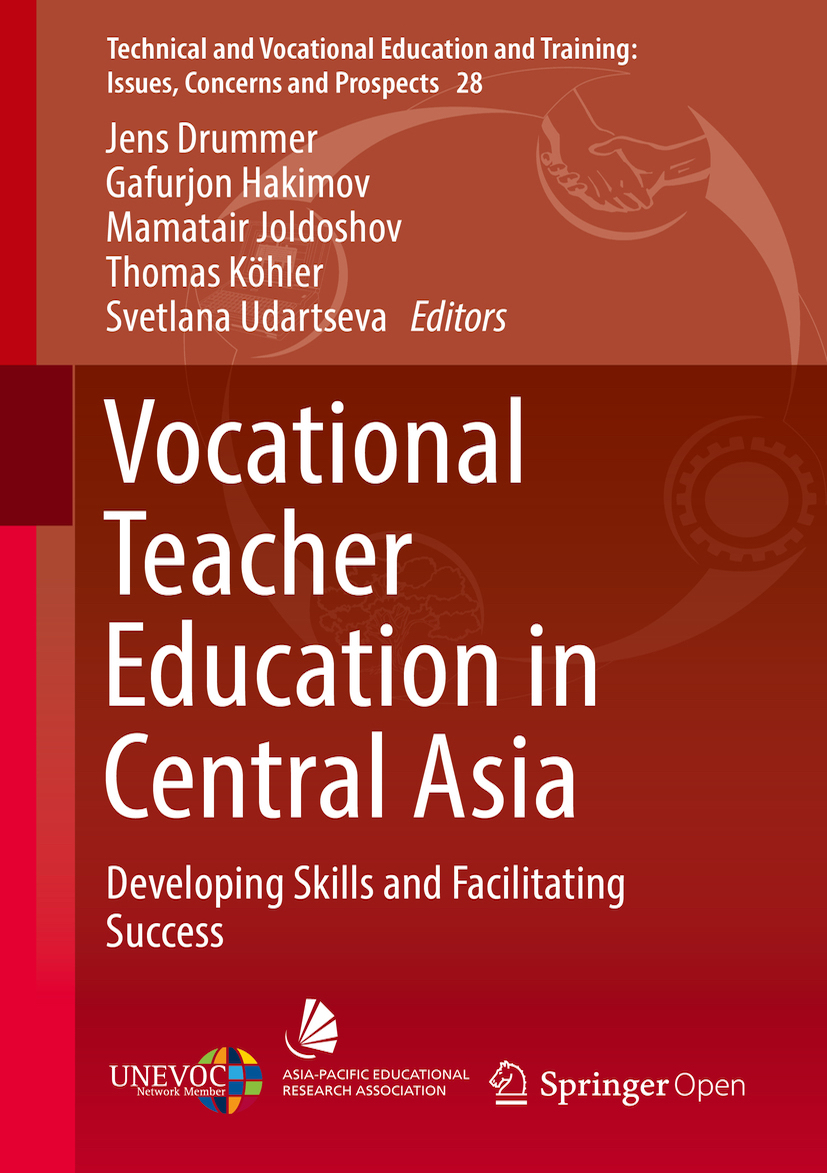 Technical and Vocational Education and Training:
Issues, Concerns and Prospects 28
Jens Drummer
Gafurjon Hakimov
Mamatair Joldoshov
Thomas Köhler
Svetlana Udartseva Editors
Vocational
Teacher
Education in
Central Asia
Developing Skills and Facilitating
Success
UNEVOC
Network Member
ASIA-PACIFIC EDUCATIONAL
RESEARCH ASSOCIATION
Springer Open